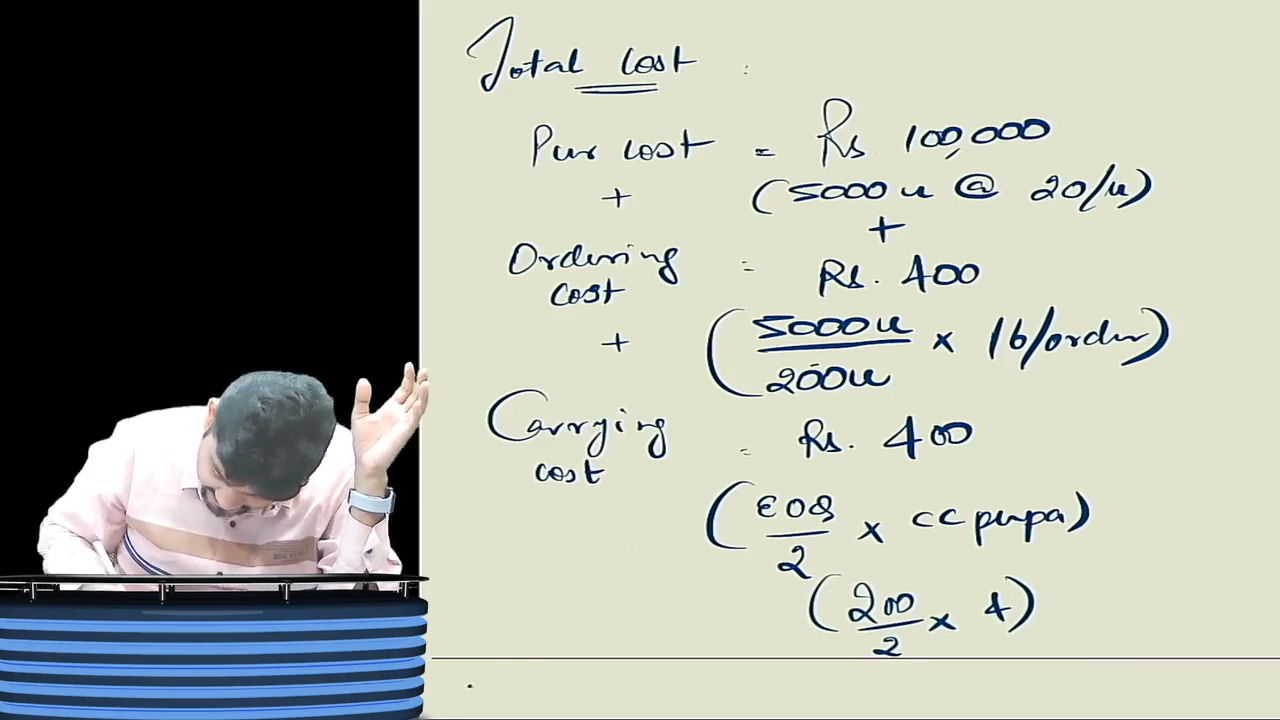 Total Cost :
Pur cost = Rs. 100,000
+ (5000 u @ 20/u)
+
Ordering cost = Rs. 400
+ (5000u / 200u × 16/order)
Carrying cost = Rs. 400
(EOQ / 2 × cc pupa)
(200 / 2 × 4)